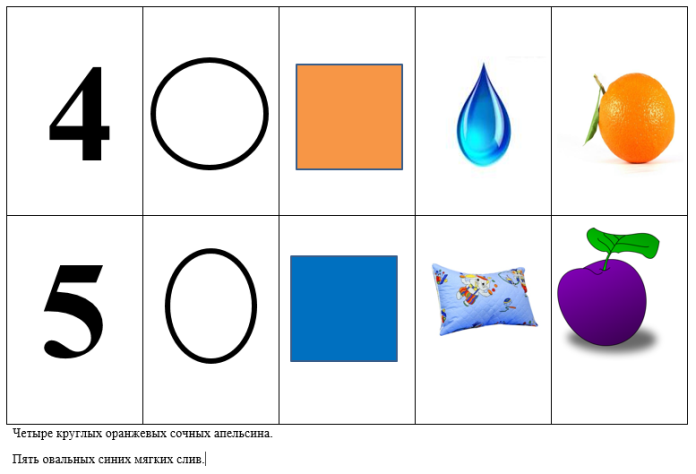 4
5
Четыре круглых оранжевых сочных апельсина.
Пять овальных синих мягких слив.